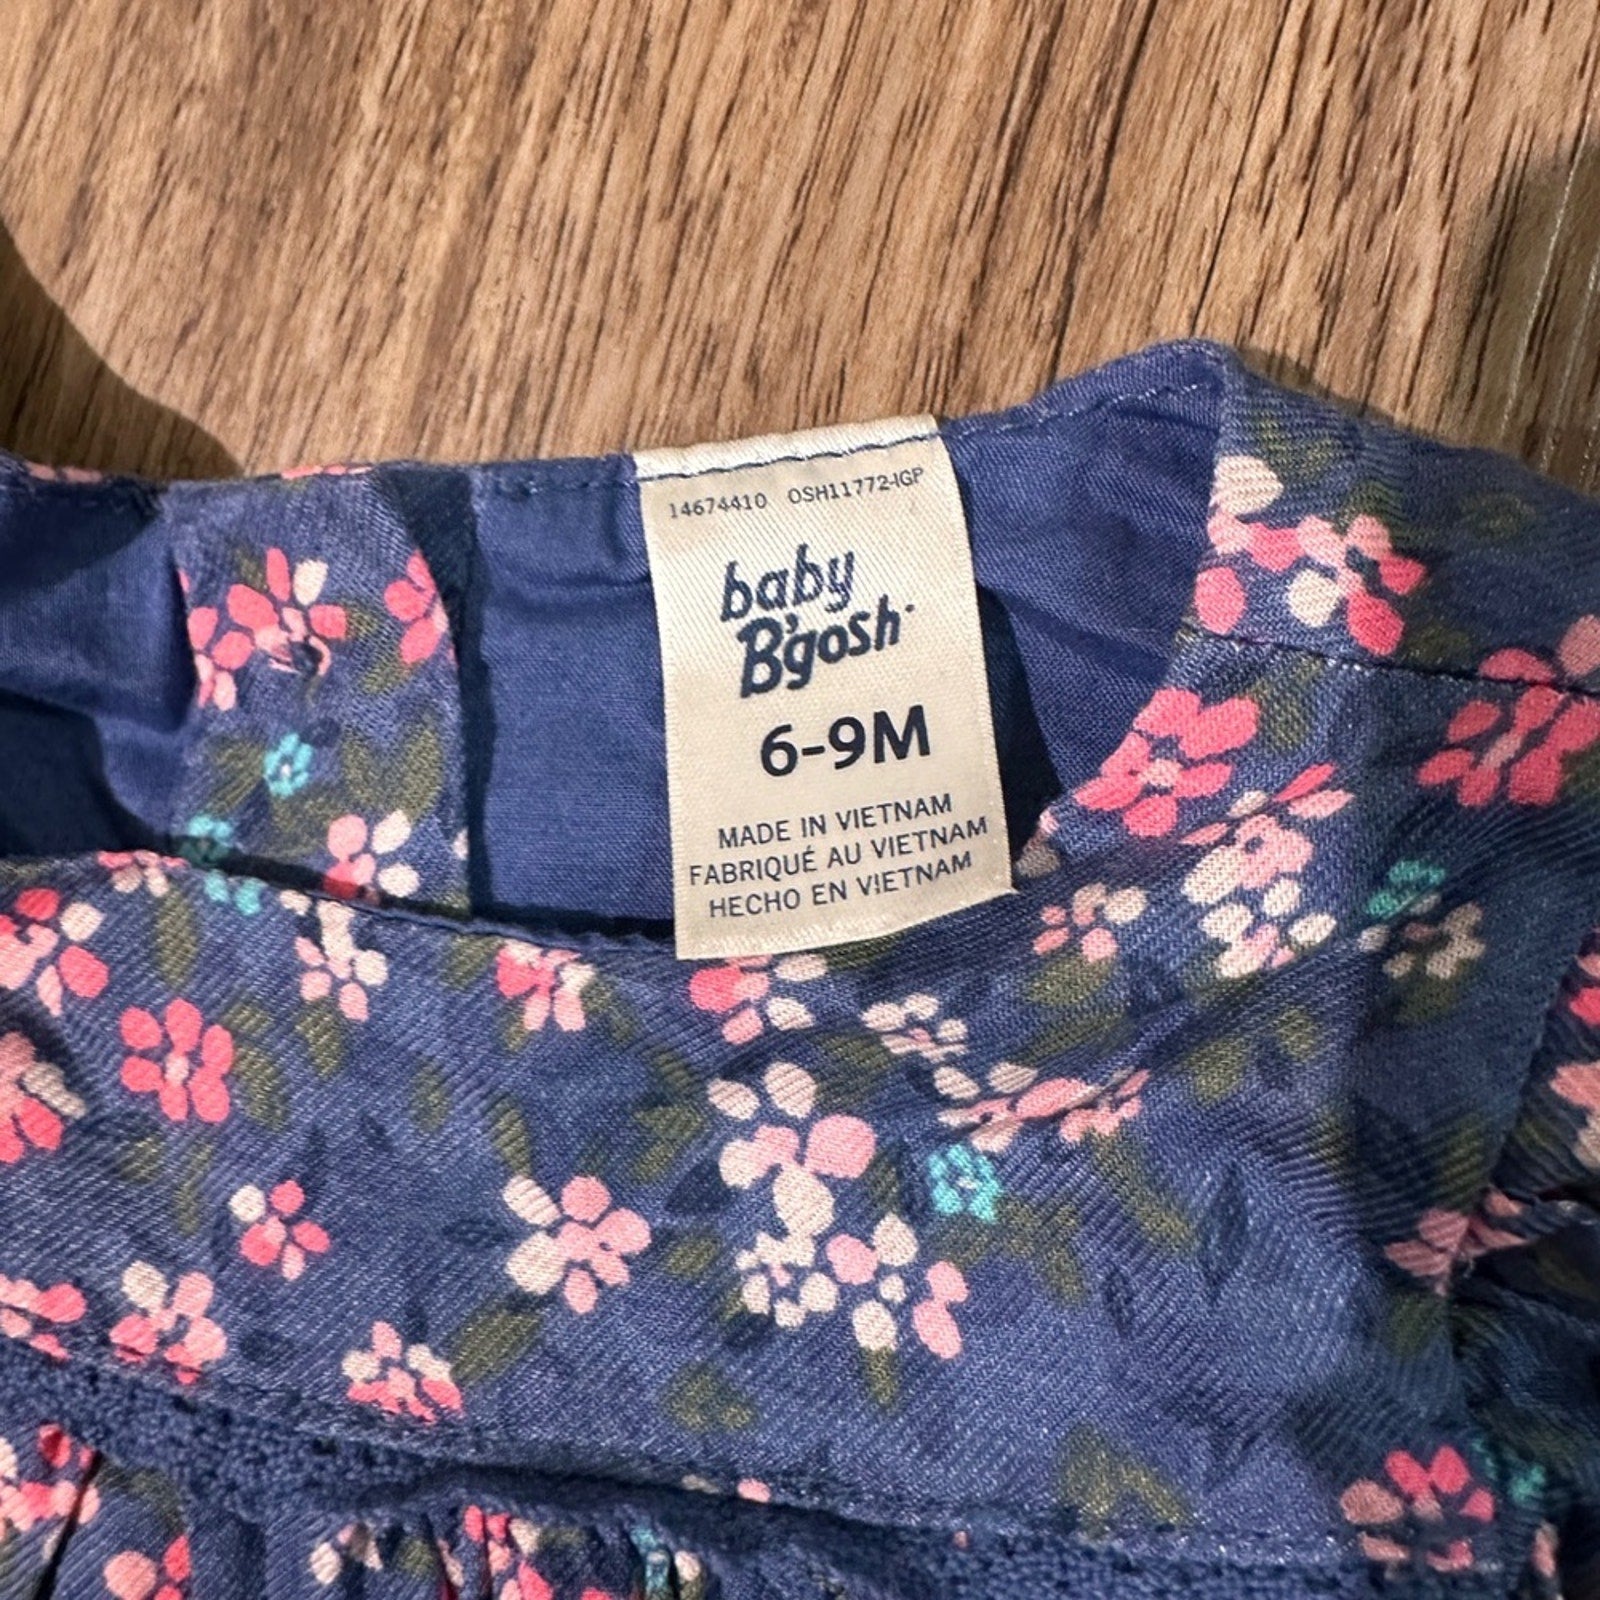 14674410 OSH11772-IGP
baby
B'gosh
6-9M
MADE IN VIETNAM
FABRIQUÉ AU VIETNAM
HECHO EN VIETNAM